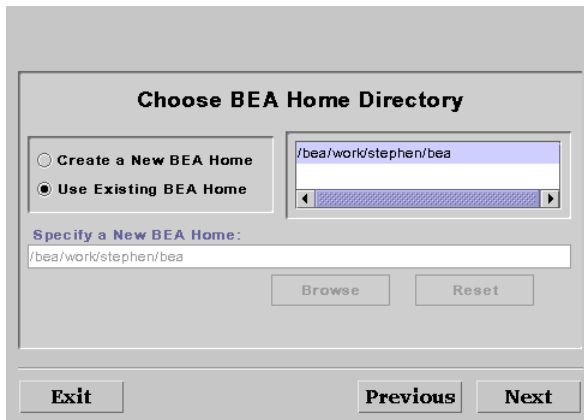 Choose BEA Home Directory
Create a New BEA Home
Use Existing BEA Home
/bea/work/stephen/bea
Specify a New BEA Home:
/bea/work/stephen/bea
Browse
Reset
Exit
Previous
Next